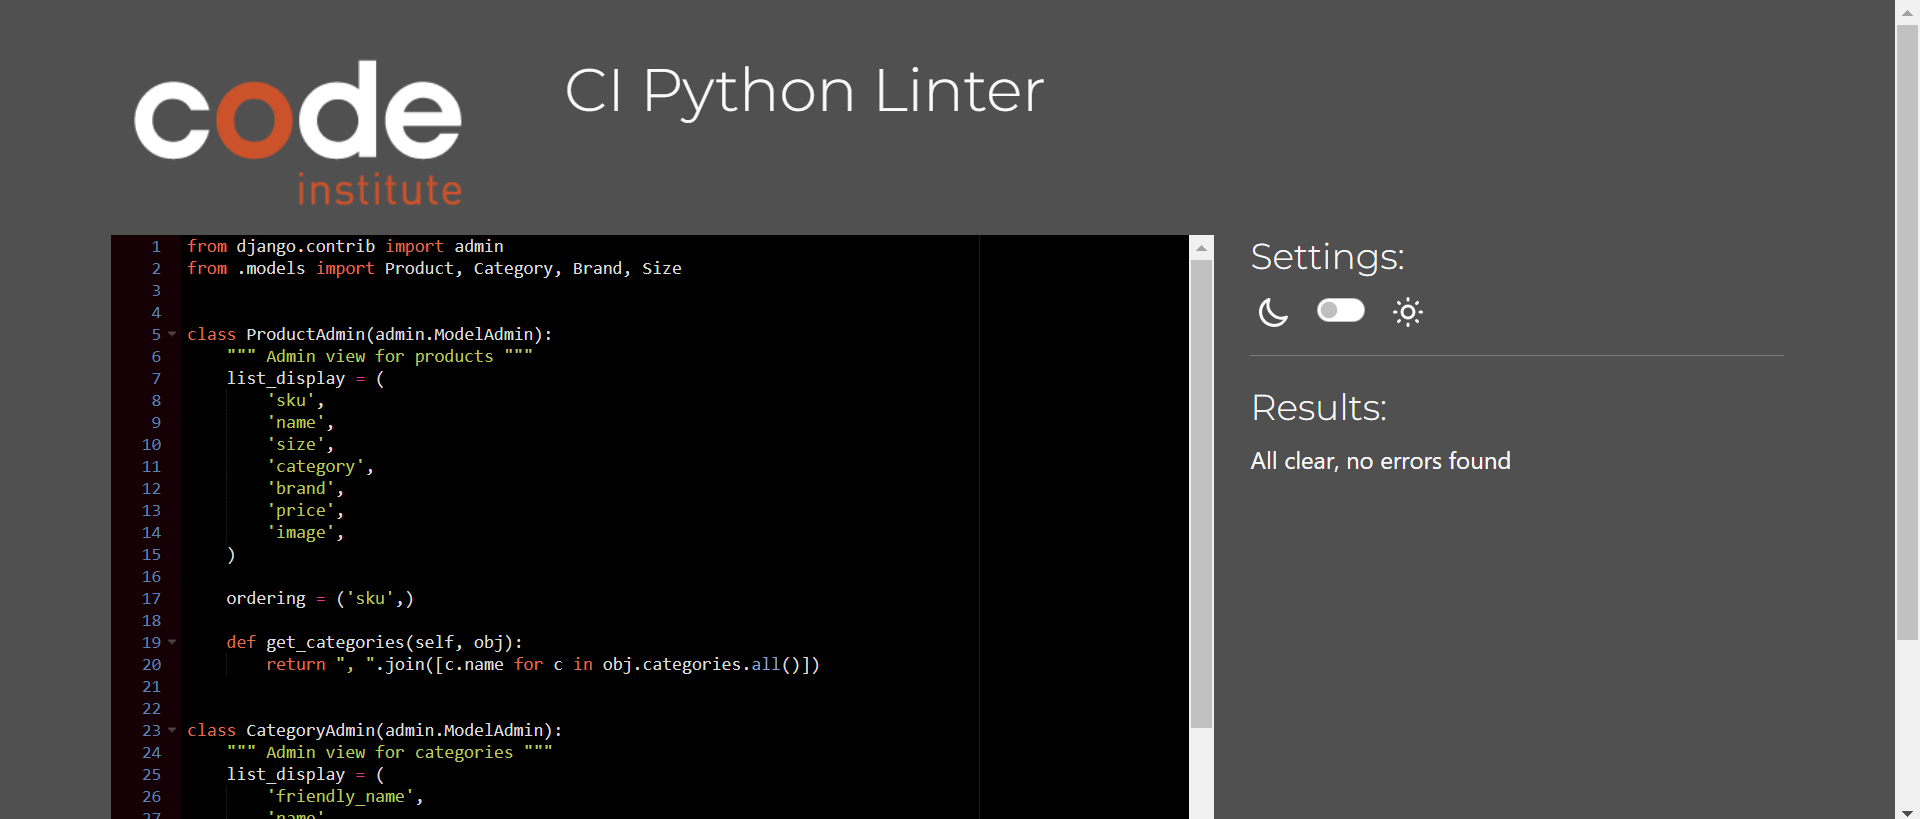 code
institute
CI Python Linter
1 from django.contrib import admin
2 from .models import Product, Category, Brand, Size
3
4
5 class ProductAdmin(admin.ModelAdmin):
6     """ Admin view for products """
7     list_display = (
8         'sku',
9         'name',
10         'size',
11         'category',
12         'brand',
13         'price',
14         'image',
15     )
16
17     ordering = ('sku',)
18
19     def get_categories(self, obj):
20         return ", ".join([c.name for c in obj.categories.all()])
21
22
23 class CategoryAdmin(admin.ModelAdmin):
24     """ Admin view for categories """
25     list_display = (
26         'friendly_name',
27         'name'
Settings:
Results:
All clear, no errors found